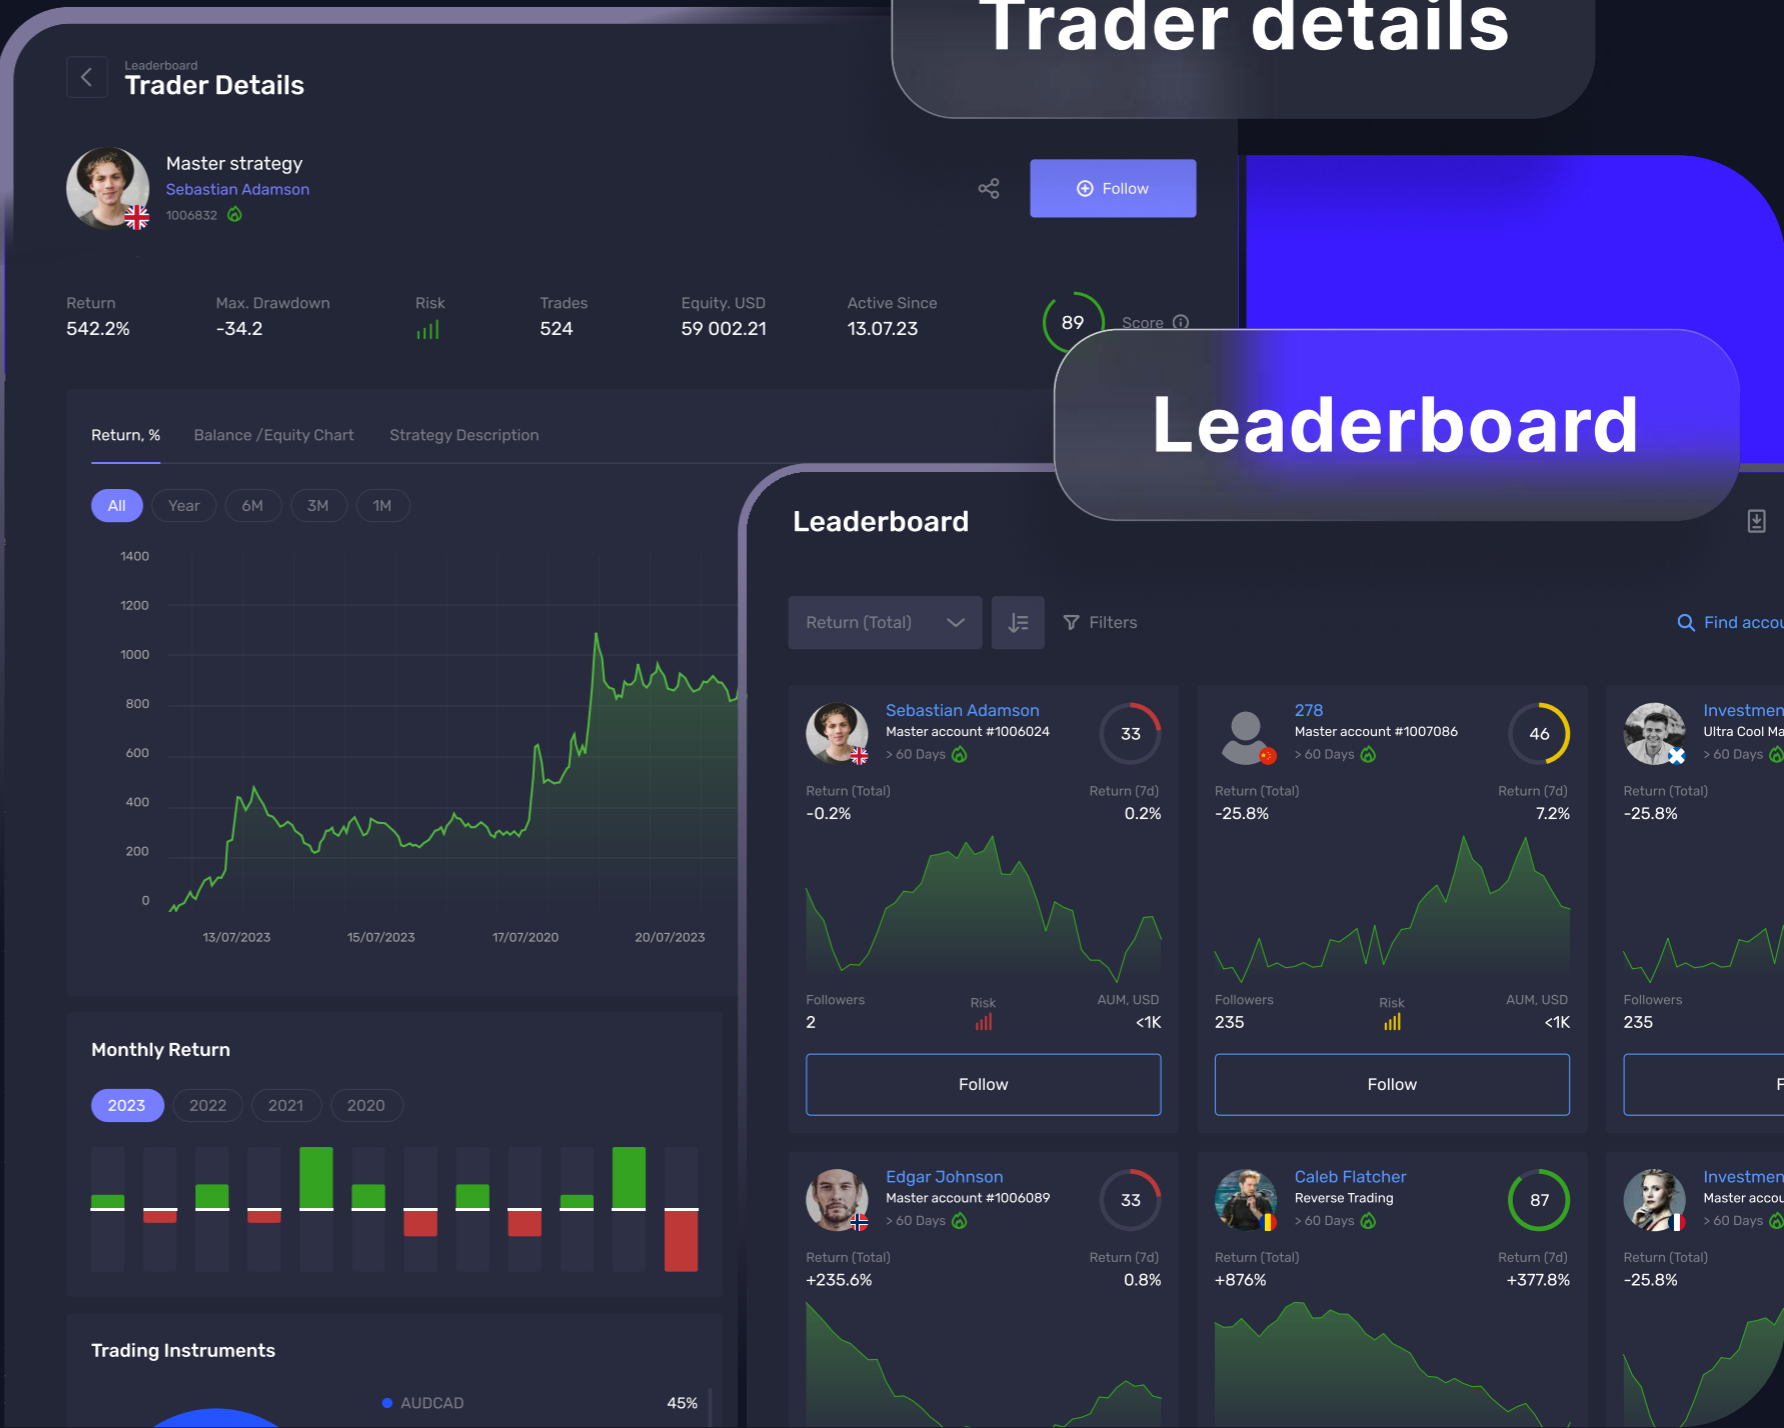 Trader details
Leaderboard
Trader Details
Master strategy
Sebastian Adamson
1006832
Follow
Return
Max. Drawdown
Risk
Trades
Equity. USD
Active Since
542.2%
-34.2
524
59 002.21
13.07.23
89
Score
Leaderboard
Return, %
Balance /Equity Chart
Strategy Description
All
Year
6M
3M
1M
1400
1200
1000
800
600
400
200
0
13/07/2023
15/07/2023
17/07/2020
20/07/2023
Monthly Return
2023
2022
2021
2020
Trading Instruments
AUDCAD
45%
Leaderboard
Return (Total)
Filters
Find
Sebastian Adamson
Master account #1006024
> 60 Days
33
Return (Total)
Return (7d)
-0.2%
0.2%
Followers
Risk
AUM, USD
2
<1K
Follow
278
Master account #1007086
> 60 Days
46
Return (Total)
Return (7d)
-25.8%
7.2%
Followers
Risk
AUM, USD
235
<1K
Follow
Ultra Cool
> 60 Days
Return (Total)
-25.8%
Followers
235
Edgar Johnson
Master account #1006089
> 60 Days
33
Return (Total)
Return (7d)
+235.6%
0.8%
Caleb Flatcher
Reverse Trading
> 60 Days
87
Return (Total)
Return (7d)
+876%
+377.8%
Master
> 60 Days
Return (Total)
-25.8%